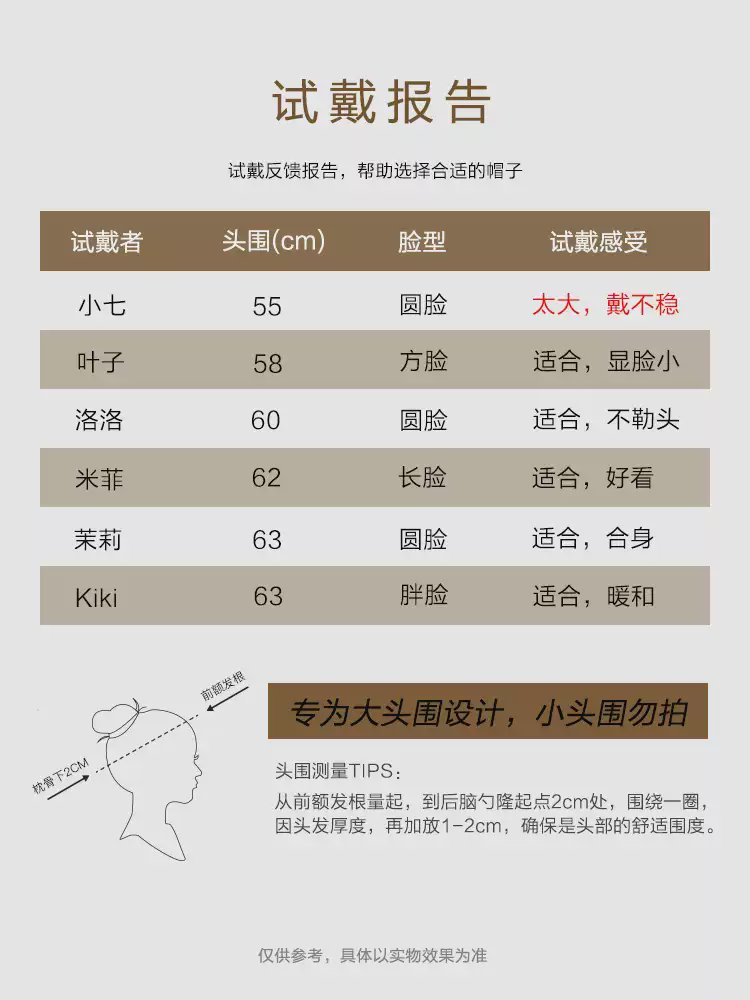 试戴报告
试戴反馈报告，帮助选择合适的帽子
试戴者 头围(cm) 脸型 试戴感受
小七 55 圆脸 太大，戴不稳
叶子 58 方脸 适合，显脸小
洛洛 60 圆脸 适合，不勒头
米菲 62 长脸 适合，好看
茉莉 63 圆脸 适合，合身
Kiki 63 胖脸 适合，暖和
前额发根
枕骨下2CM
专为大头围设计，小头围勿拍
头围测量TIPS：
从前额发根量起，到后脑勺隆起点2cm处，围绕一圈，
因头发厚度，再加放1-2cm，确保是头部的舒适围度。
仅供参考，具体以实物效果为准